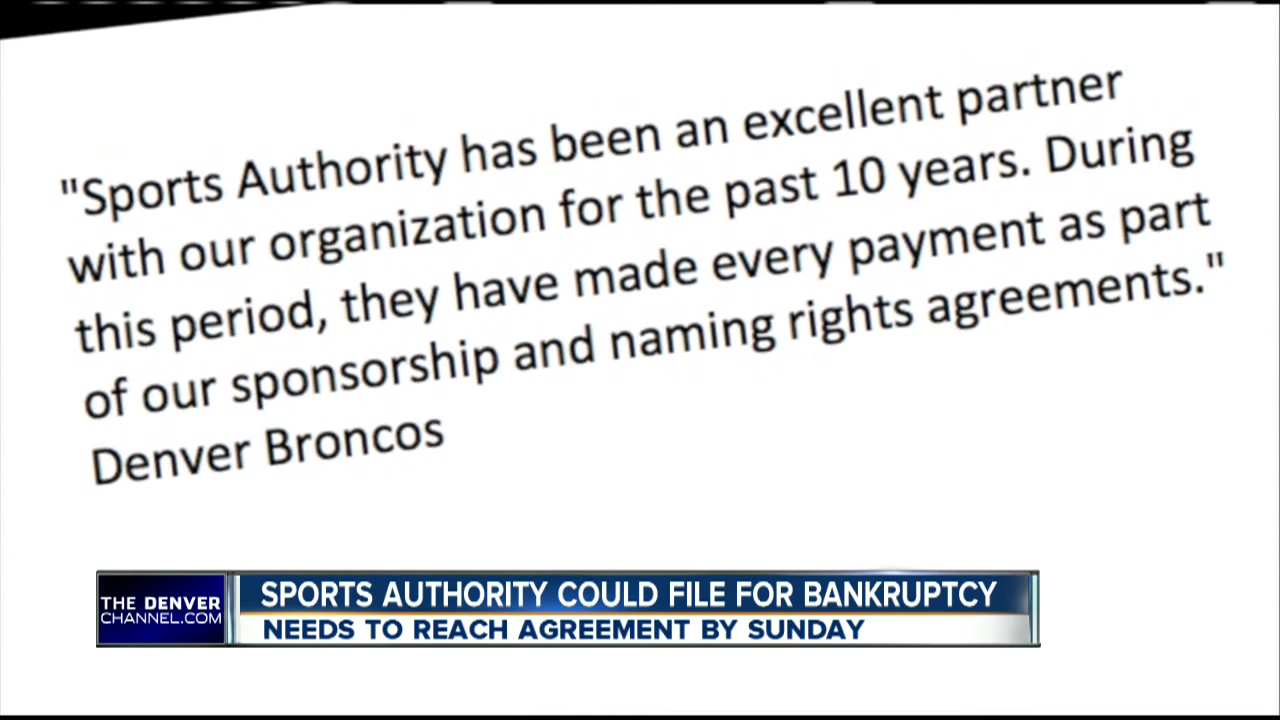 "Sports Authority has been an excellent partner
with our organization for the past 10 years. During
this period, they have made every payment as part
of our sponsorship and naming rights agreements."
Denver Broncos
THE DENVER
CHANNEL.COM
SPORTS AUTHORITY COULD FILE FOR BANKRUPTCY
NEEDS TO REACH AGREEMENT BY SUNDAY